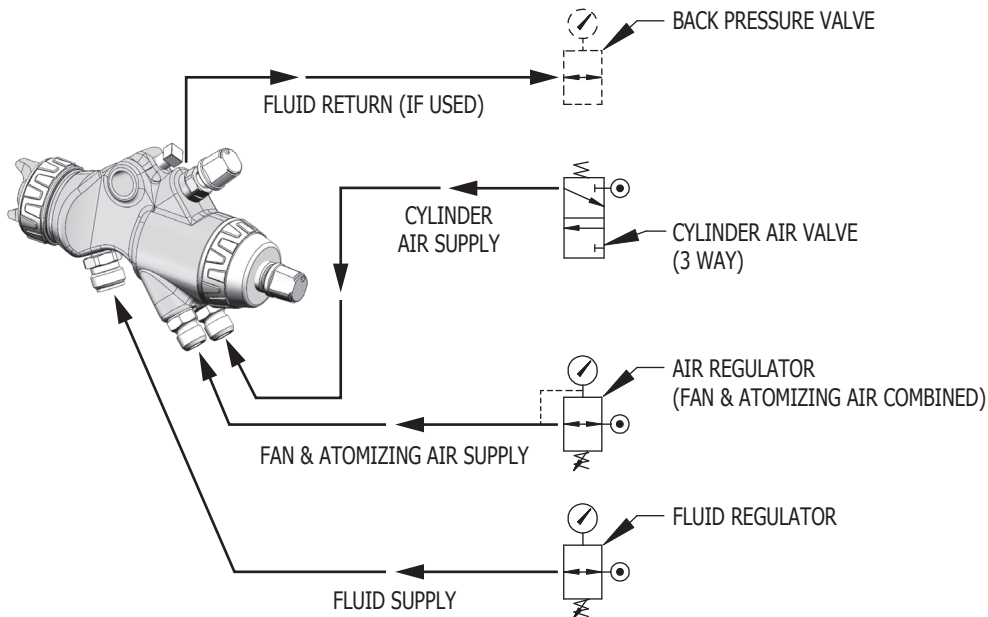 BACK PRESSURE VALVE
FLUID RETURN (IF USED)
CYLINDER
AIR SUPPLY
CYLINDER AIR VALVE
(3 WAY)
AIR REGULATOR
(FAN & ATOMIZING AIR COMBINED)
FAN & ATOMIZING AIR SUPPLY
FLUID REGULATOR
FLUID SUPPLY